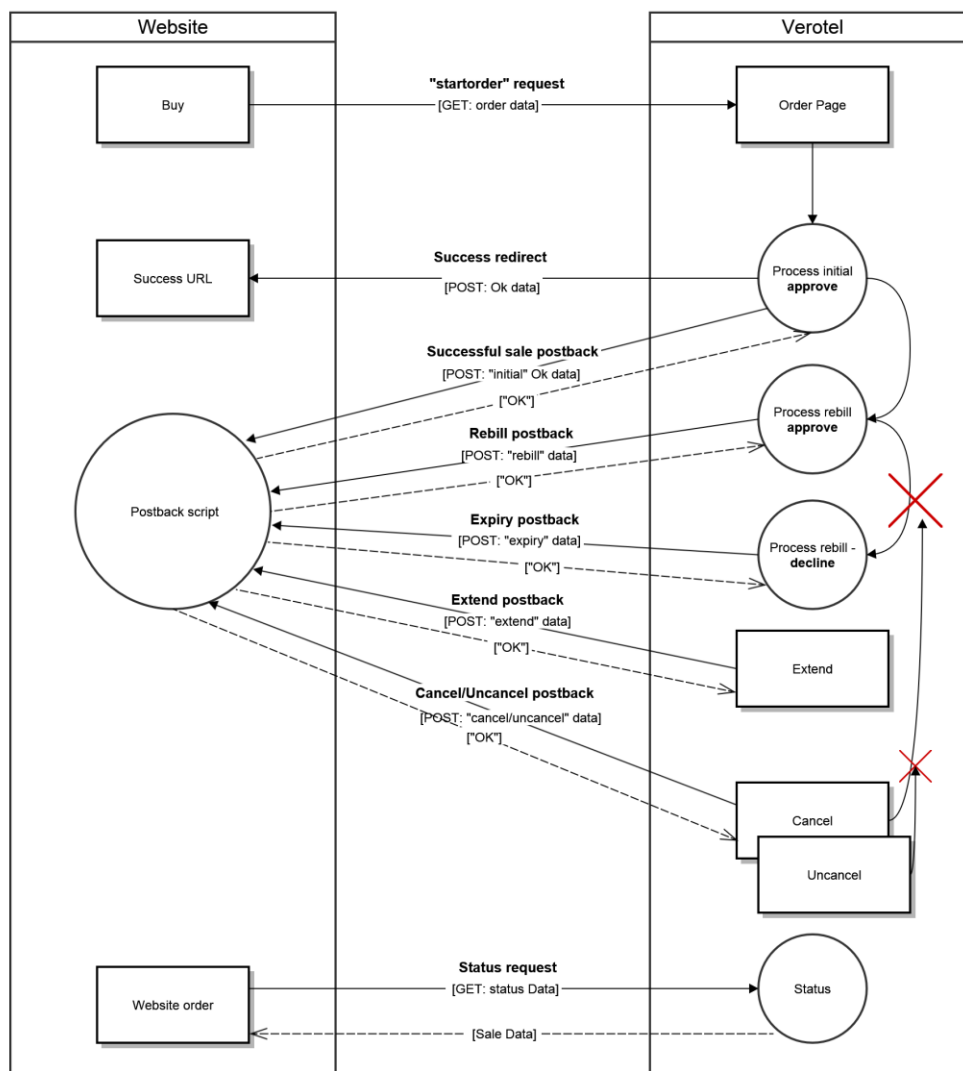 Website
Verotel
"startorder" request
Buy
[GET: order data]
Order Page
Success redirect
Success URL
[POST: Ok data]
Process initial
approve
Successful sale postback
[POST: "initial" Ok data]
["OK"]
Process rebill
approve
Rebill postback
[POST: "rebill" data]
["OK"]
Postback script
Expiry postback
[POST: "expiry" data]
["OK"]
Process rebill -
decline
Extend postback
[POST: "extend" data]
["OK"]
Extend
Cancel/Uncancel postback
[POST: "cancel/uncancel" data]
["OK"]
Cancel
Uncancel
Status request
[GET: status Data]
Website order
Status
[Sale Data]